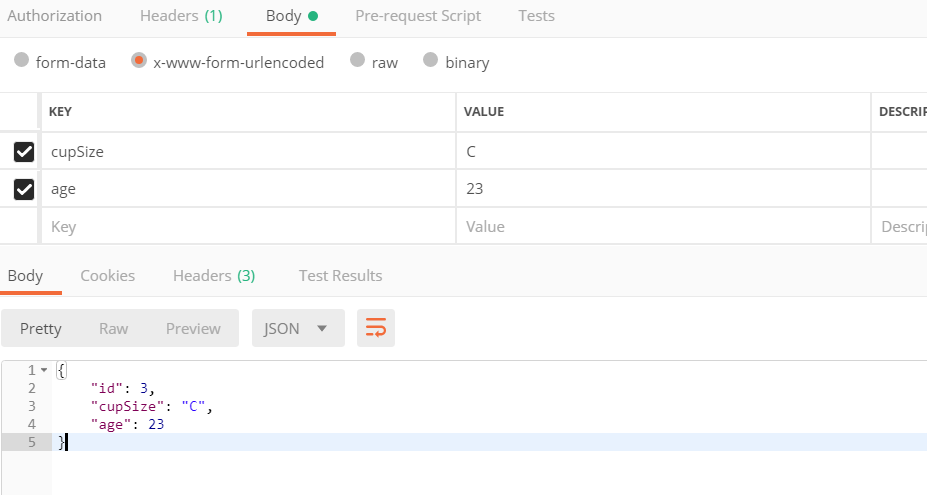 Authorization Headers (1) Body Pre-request Script Tests
form-data x-www-form-urlencoded raw binary
KEY VALUE DESCRIP
cupSize C
age 23
Key Value Descrip
Body Cookies Headers (3) Test Results
Pretty Raw Preview JSON
1 {
2 "id": 3,
3 "cupSize": "C",
4 "age": 23
5 }